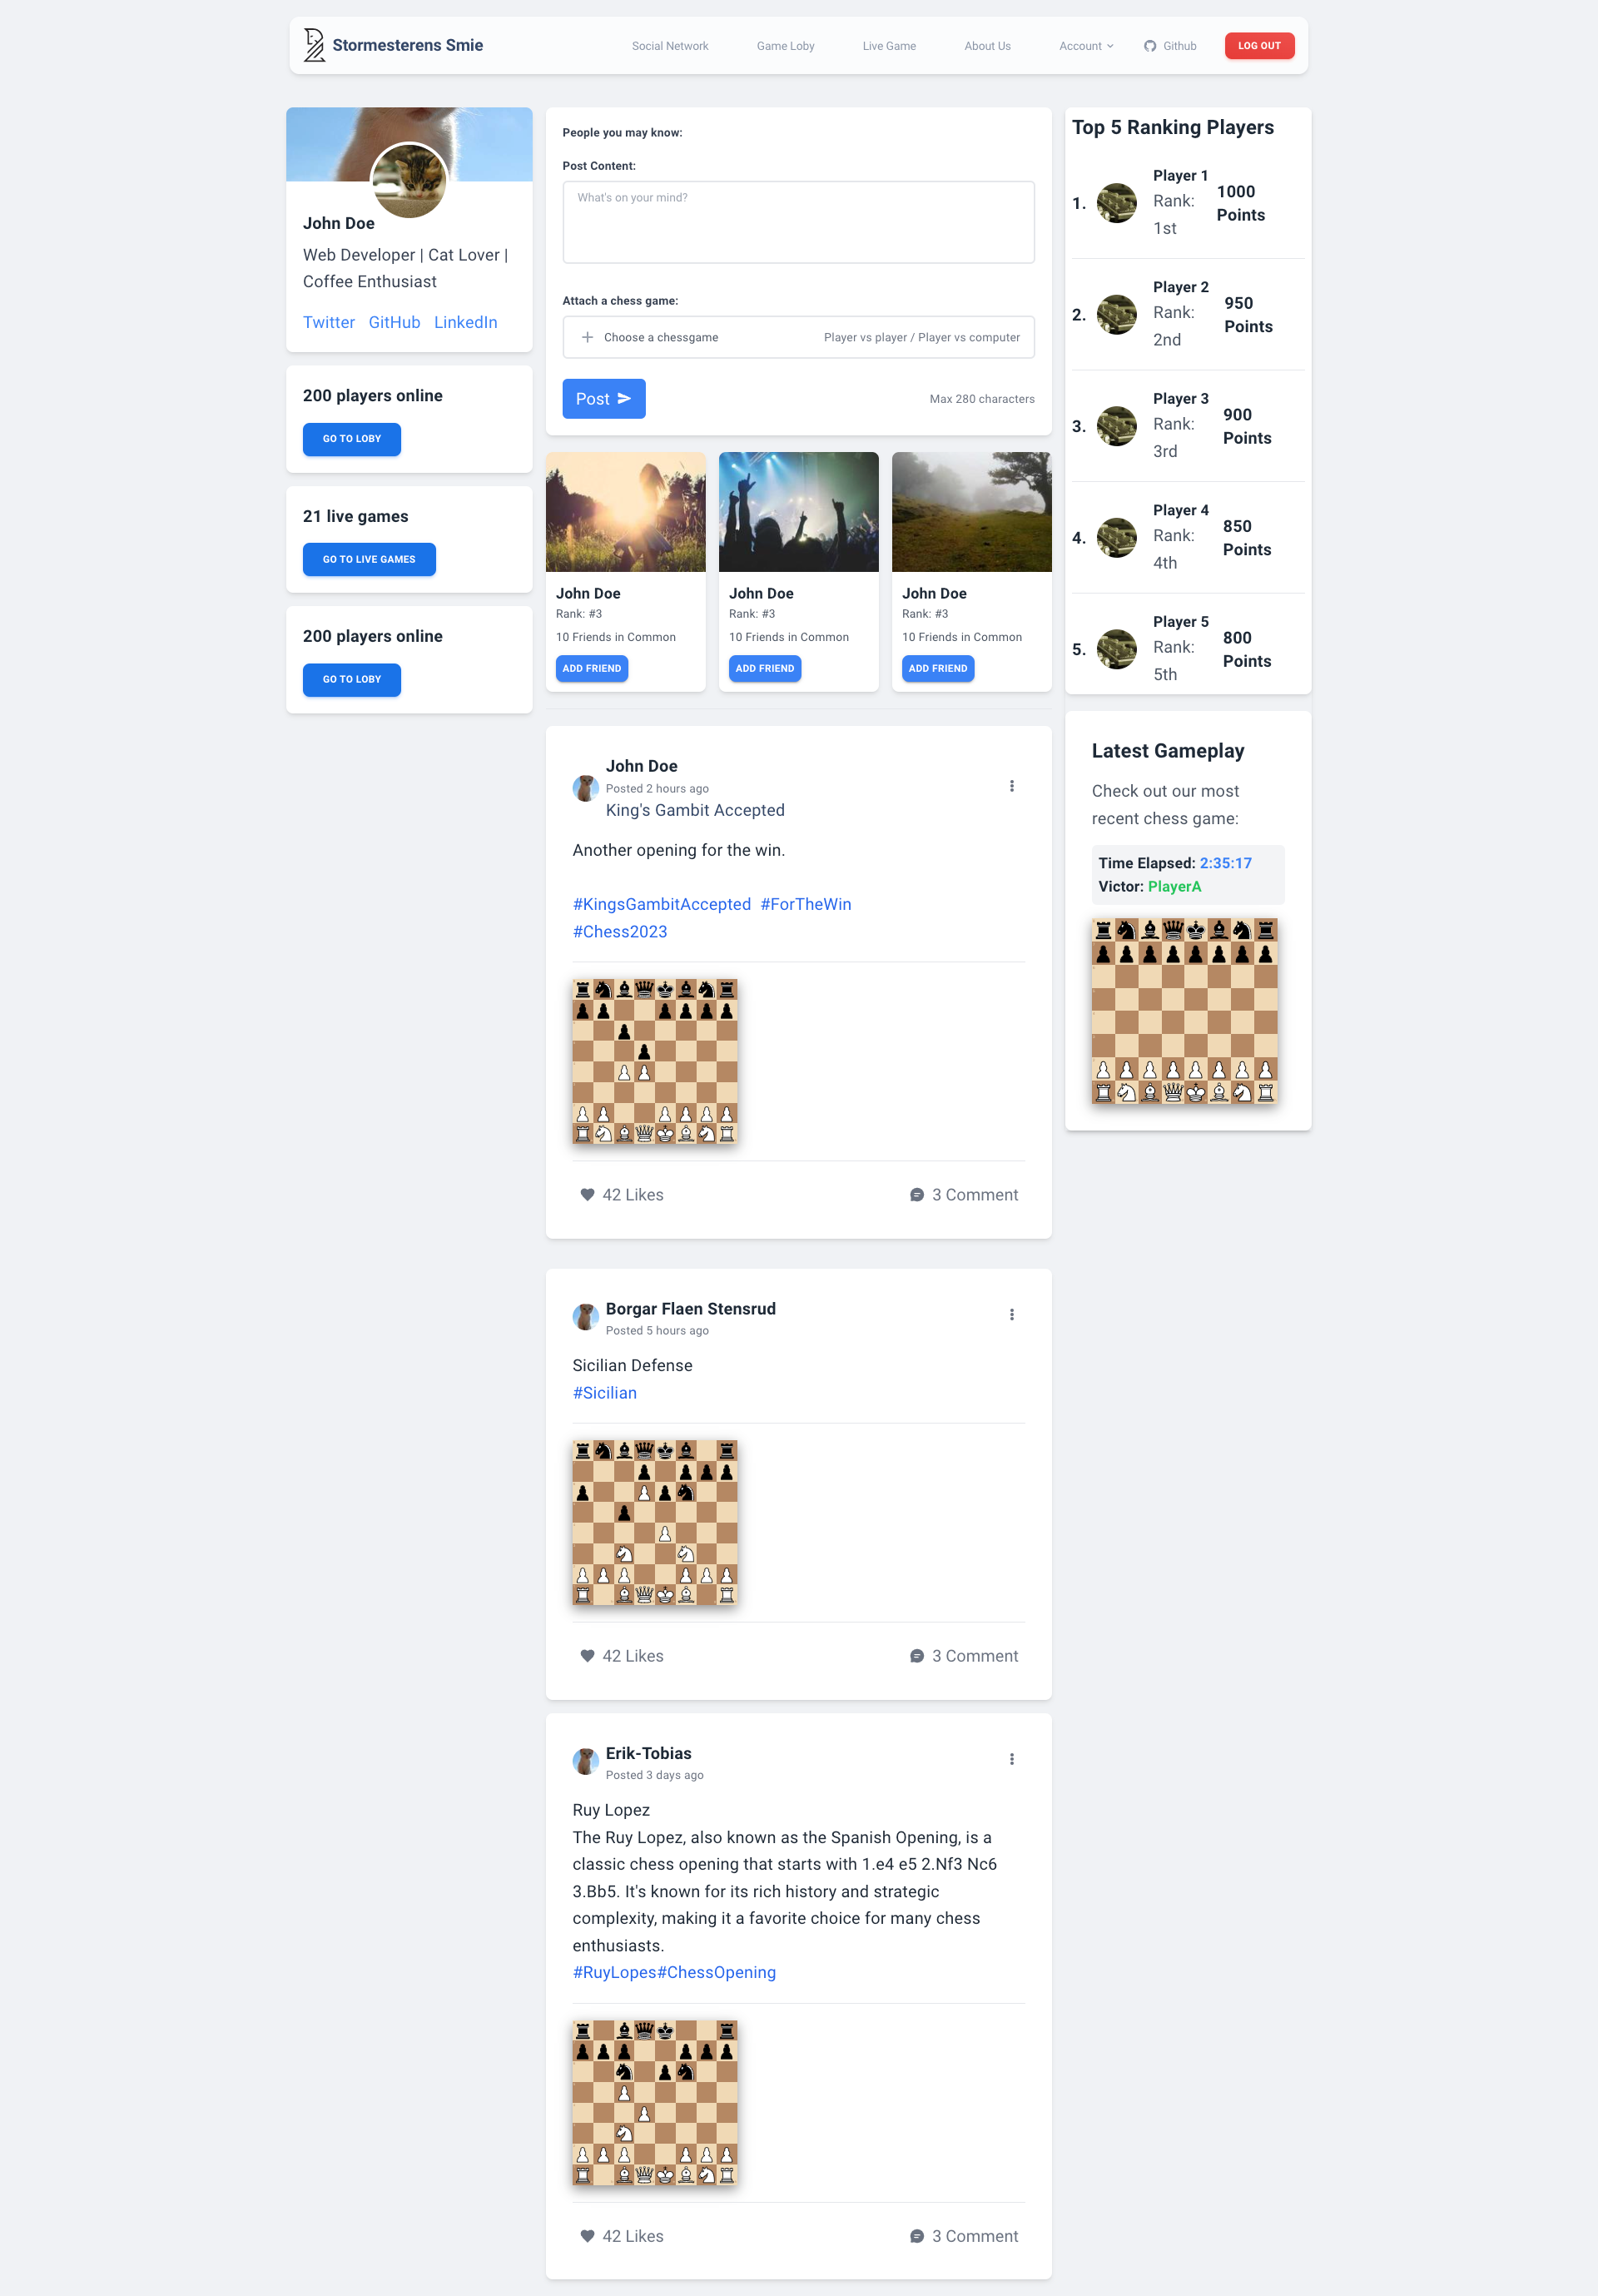 Stormesterens Smie
Social Network
Game Loby
Live Game
About Us
Account
Github
LOG OUT
John Doe
Web Developer | Cat Lover |
Coffee Enthusiast
Twitter GitHub LinkedIn
200 players online
GO TO LOBY
21 live games
GO TO LIVE GAMES
200 players online
GO TO LOBY
People you may know:
Post Content:
What's on your mind?
Attach a chess game:
Choose a chessgame
Player vs player / Player vs computer
Post
Max 280 characters
John Doe
Rank: #3
10 Friends in Common
ADD FRIEND
John Doe
Rank: #3
10 Friends in Common
ADD FRIEND
John Doe
Rank: #3
10 Friends in Common
ADD FRIEND
John Doe
Posted 2 hours ago
King's Gambit Accepted
Another opening for the win.
#KingsGambitAccepted #ForTheWin
#Chess2023
42 Likes
3 Comment
Borgar Flaen Stensrud
Posted 5 hours ago
Sicilian Defense
#Sicilian
42 Likes
3 Comment
Erik-Tobias
Posted 3 days ago
Ruy Lopez
The Ruy Lopez, also known as the Spanish Opening, is a
classic chess opening that starts with 1.e4 e5 2.Nf3 Nc6
3.Bb5. It's known for its rich history and strategic
complexity, making it a favorite choice for many chess
enthusiasts.
#RuyLopes#ChessOpening
42 Likes
3 Comment
Top 5 Ranking Players
1.
Player 1
Rank:
1st
1000
Points
2.
Player 2
Rank:
2nd
950
Points
3.
Player 3
Rank:
3rd
900
Points
4.
Player 4
Rank:
4th
850
Points
5.
Player 5
Rank:
5th
800
Points
Latest Gameplay
Check out our most
recent chess game:
Time Elapsed: 2:35:17
Victor: PlayerA